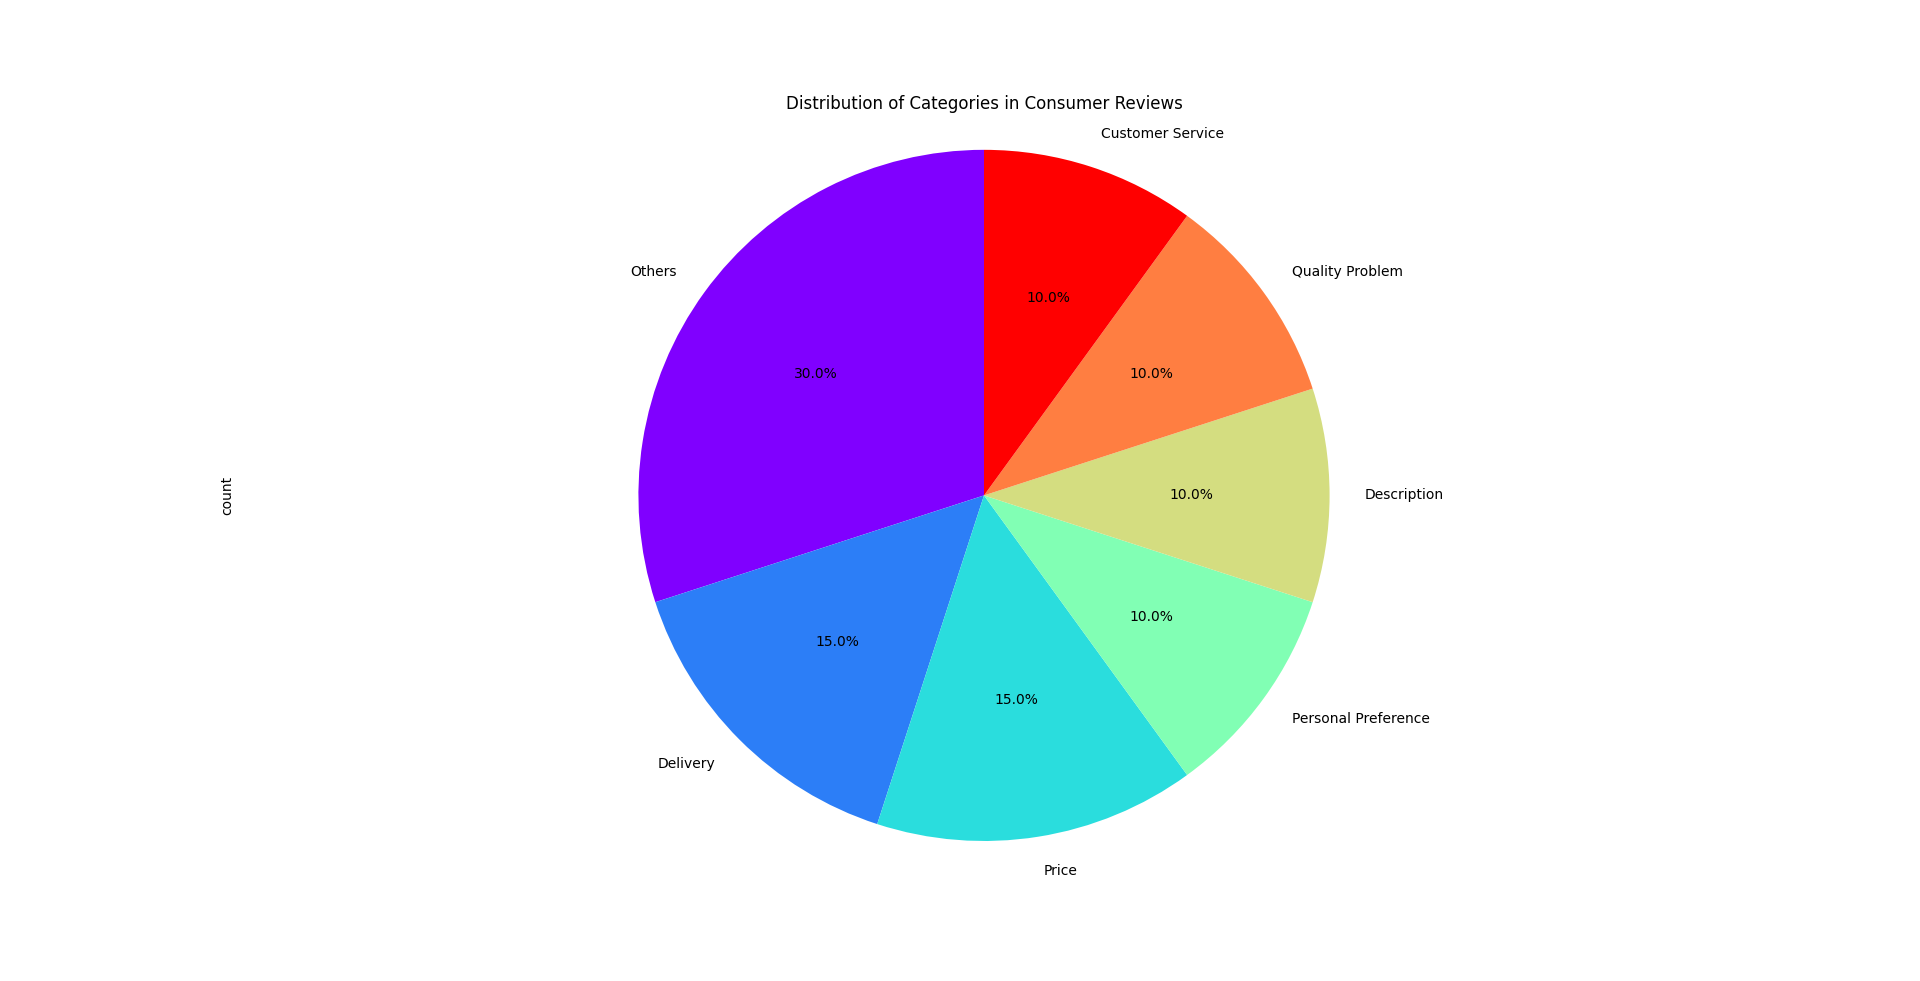 Distribution of Categories in Consumer Reviews
Customer Service
Others
Quality Problem
10.0%
30.0%
10.0%
count
10.0%
Description
10.0%
15.0%
15.0%
Personal Preference
Delivery
Price